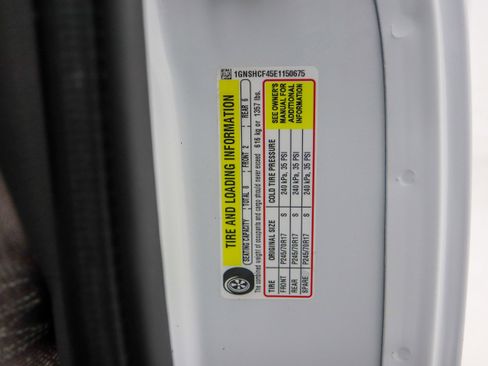 1GNSHCF45E1150675
TIRE AND LOADING INFORMATION
SEATING CAPACITY TOTAL 8 FRONT 2 REAR 6
The combined weight of occupants and cargo should never exceed 616 kg or 1357 lbs.
TIRE ORIGINAL SIZE COLD TIRE PRESSURE
FRONT P245/70R17 S 240 kPa, 35 PSI
REAR P245/70R17 S 240 kPa, 35 PSI
SPARE P245/70R17 S 240 kPa, 35 PSI
SEE OWNER'S
MANUAL FOR
ADDITIONAL
INFORMATION